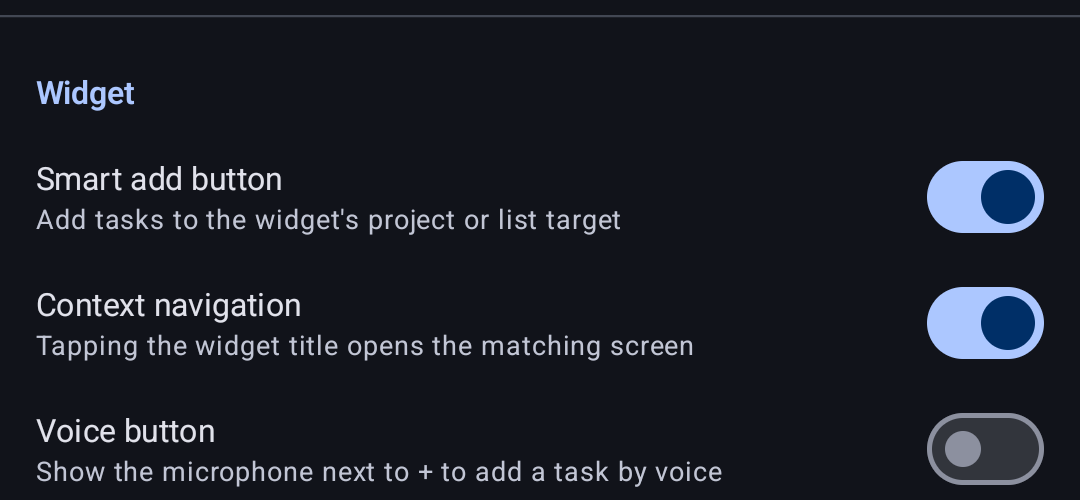 Widget
Smart add button
Add tasks to the widget's project or list target
Context navigation
Tapping the widget title opens the matching screen
Voice button
Show the microphone next to + to add a task by voice